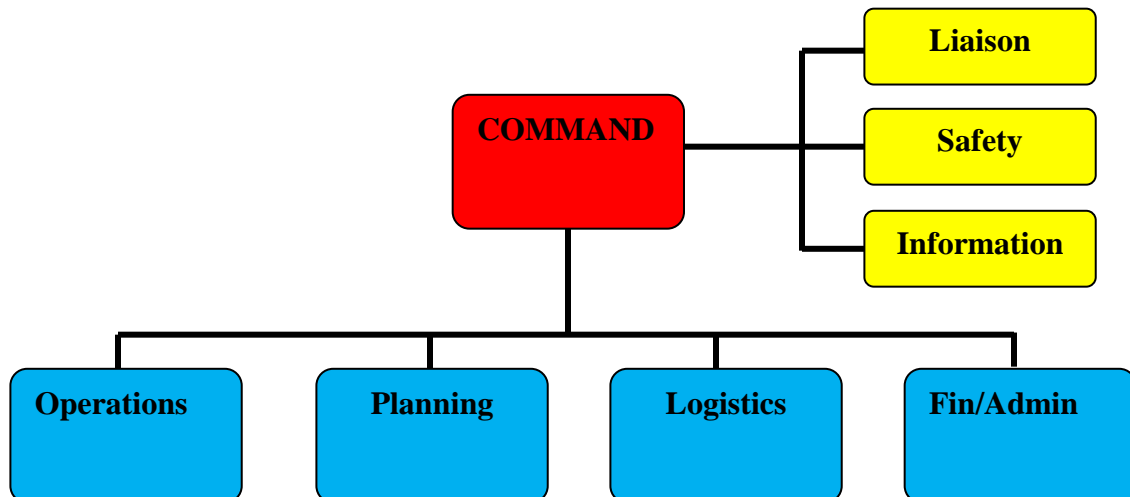 Liaison
COMMAND
Safety
Information
Operations
Planning
Logistics
Fin/Admin